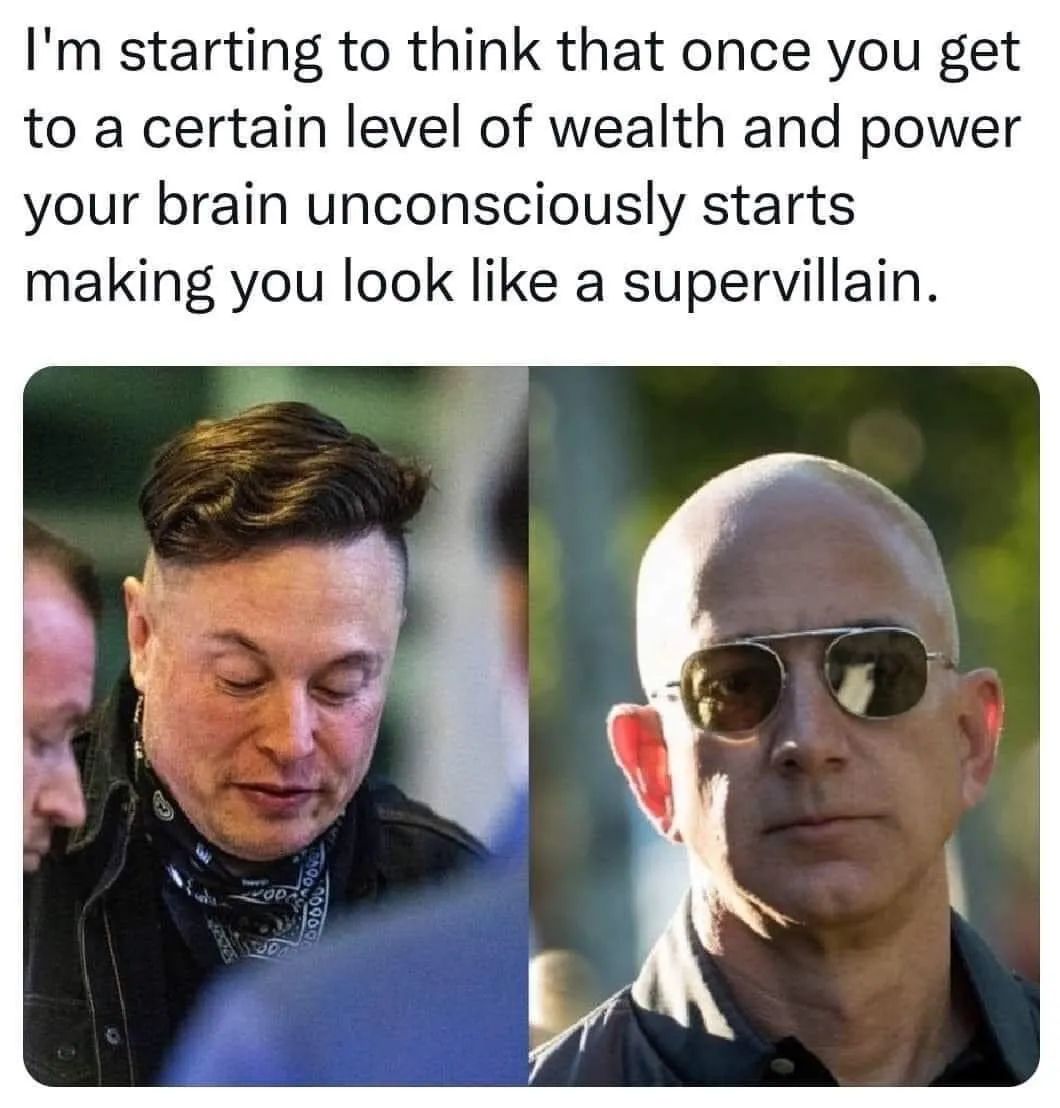 I'm starting to think that once you get
to a certain level of wealth and power
your brain unconsciously starts
making you look like a supervillain.